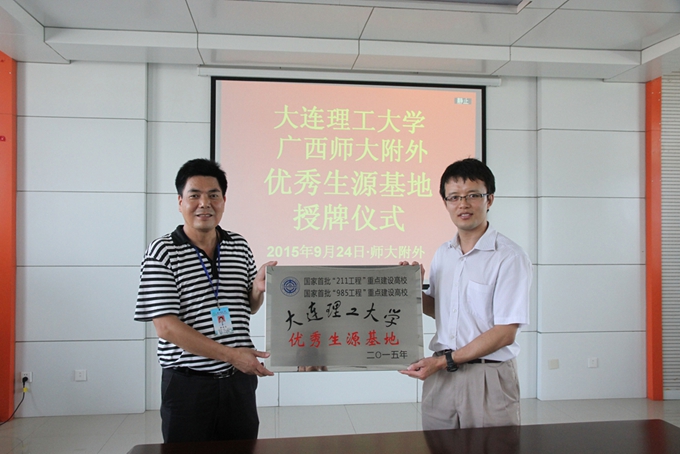 静止
大连理工大学
广西师大附外
优秀生源基地
授牌仪式
2015年9月24日·师大附外
国家首批“211工程”重点建设高校
国家首批“985工程”重点建设高校
大连理工大学
优秀生源基地
二〇一五年